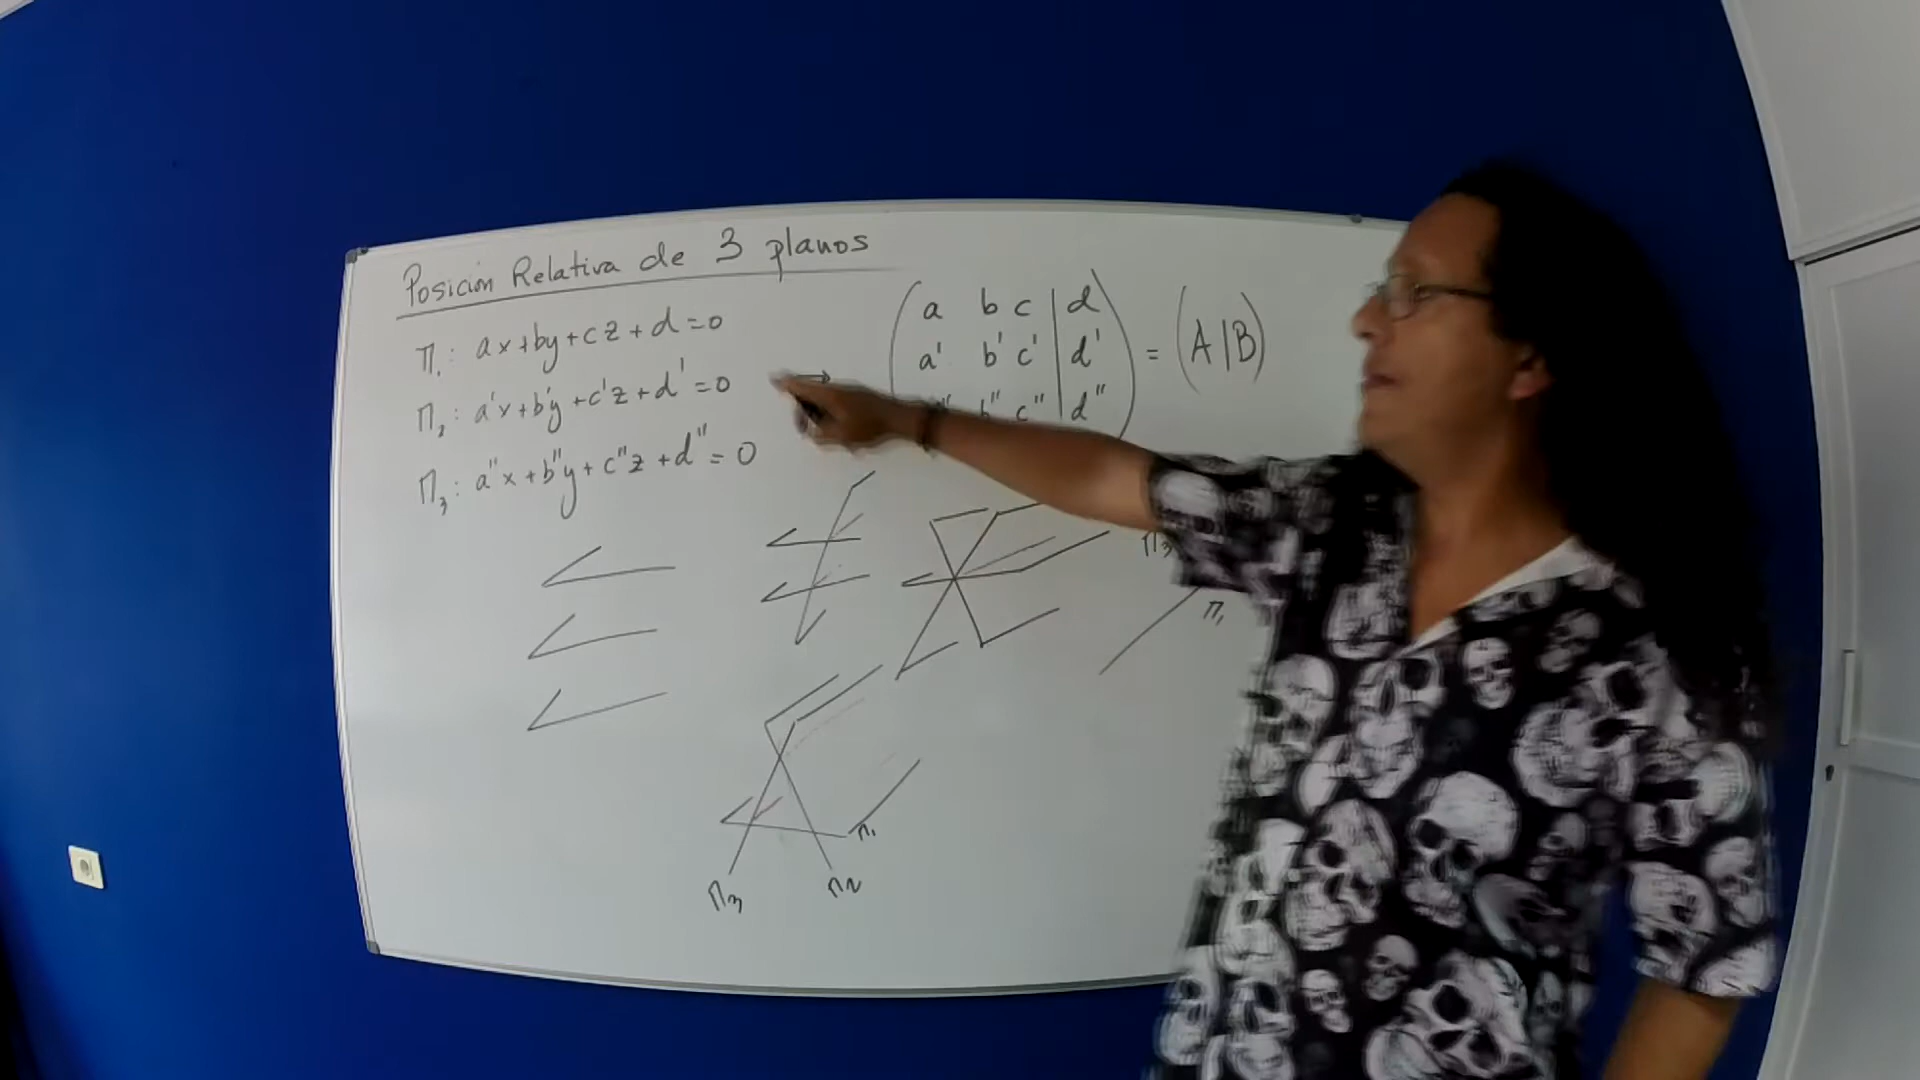 Posición Relativa de 3 planos
Π₁: ax+by+cz+d=0
Π₂: a'x+b'y+c'z+d'=0
Π₃: a''x+b''y+c''z+d''=0
→
a b c | d
a' b' c' | d' = (A|B)
b'' c'' | d''
Π₃
Π₁
Π₁
Π₃ Π₂